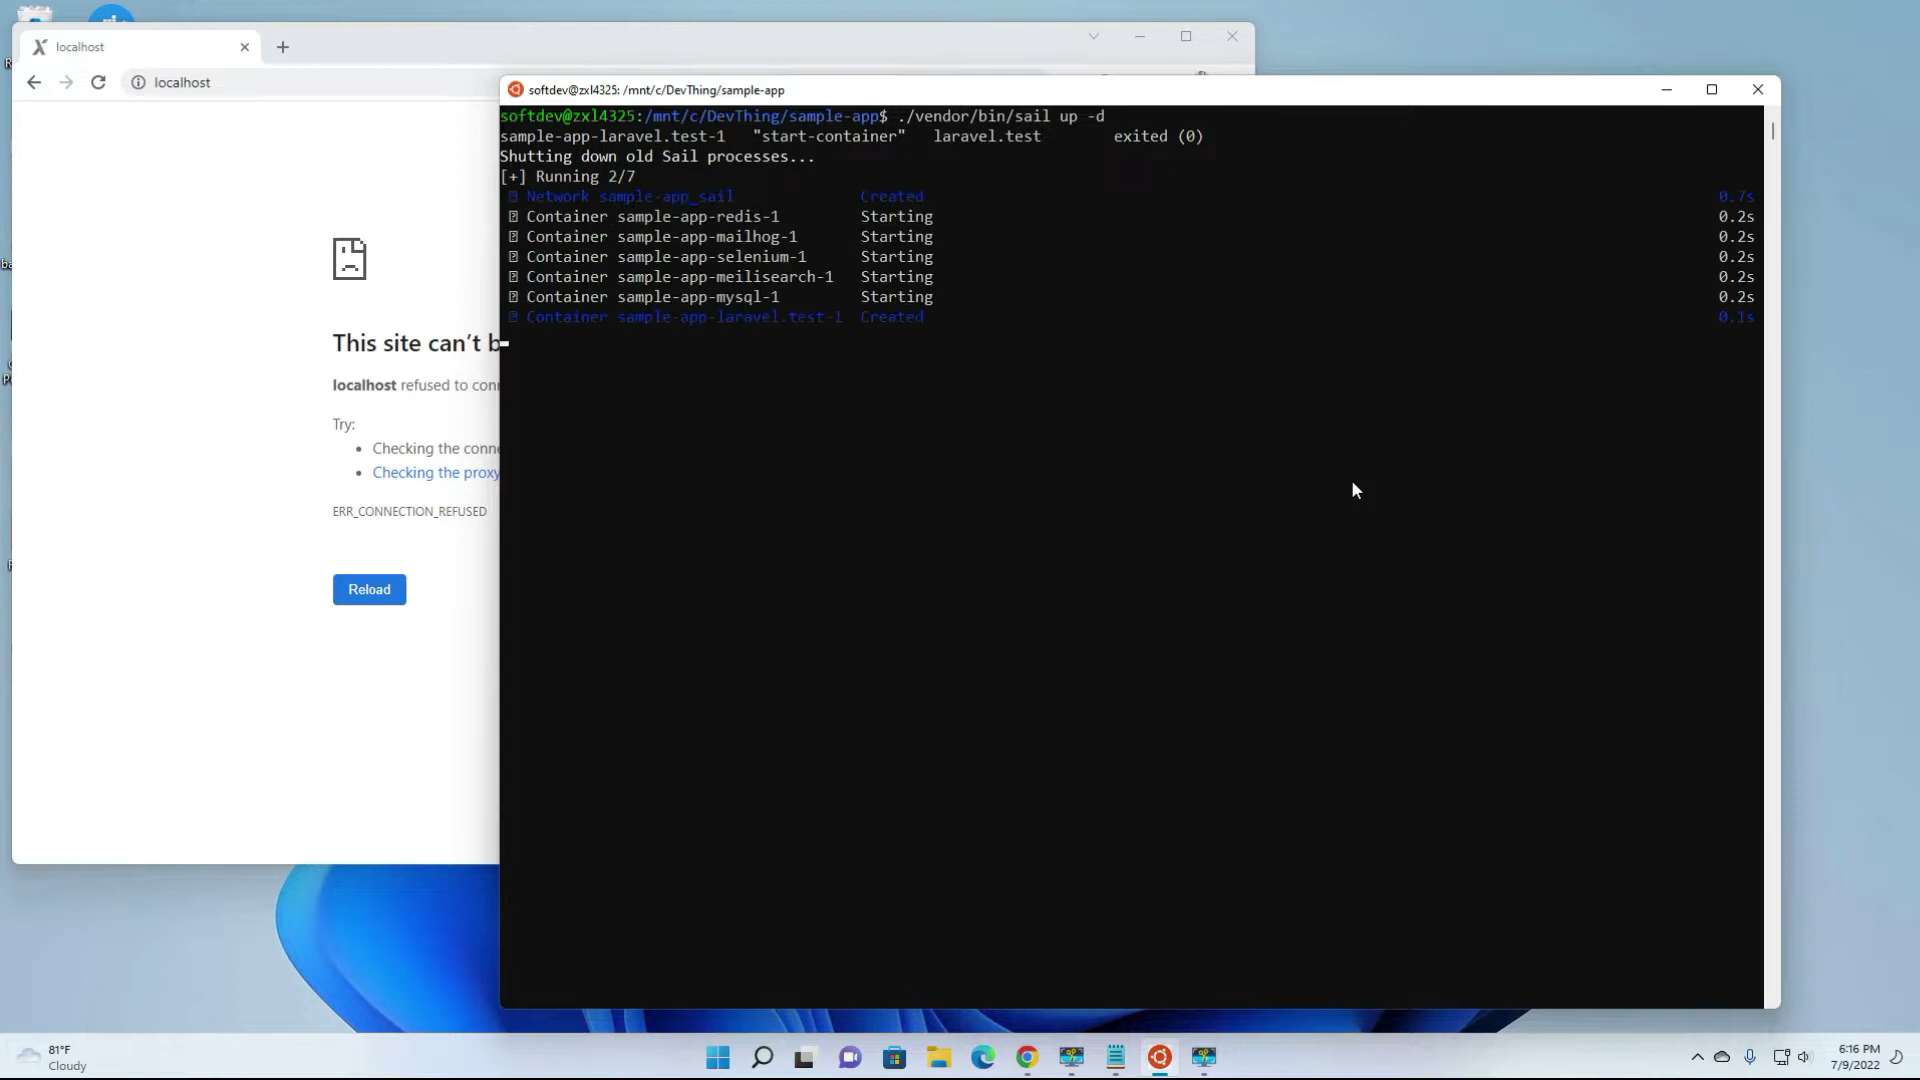 localhost
localhost
This site can't b
localhost refused to con
Try:
Checking the conne
Checking the proxy
ERR_CONNECTION_REFUSED
Reload
softdev@zxl4325: /mnt/c/DevThing/sample-app
softdev@zxl4325:/mnt/c/DevThing/sample-app$ ./vendor/bin/sail up -d
sample-app-laravel.test-1 "start-container" laravel.test exited (0)
Shutting down old Sail processes...
[+] Running 2/7
Network sample-app_sail Created 0.7s
Container sample-app-redis-1 Starting 0.2s
Container sample-app-mailhog-1 Starting 0.2s
Container sample-app-selenium-1 Starting 0.2s
Container sample-app-meilisearch-1 Starting 0.2s
Container sample-app-mysql-1 Starting 0.2s
Container sample-app-laravel.test-1 Created 0.1s
81°F
Cloudy
6:16 PM
7/9/2022